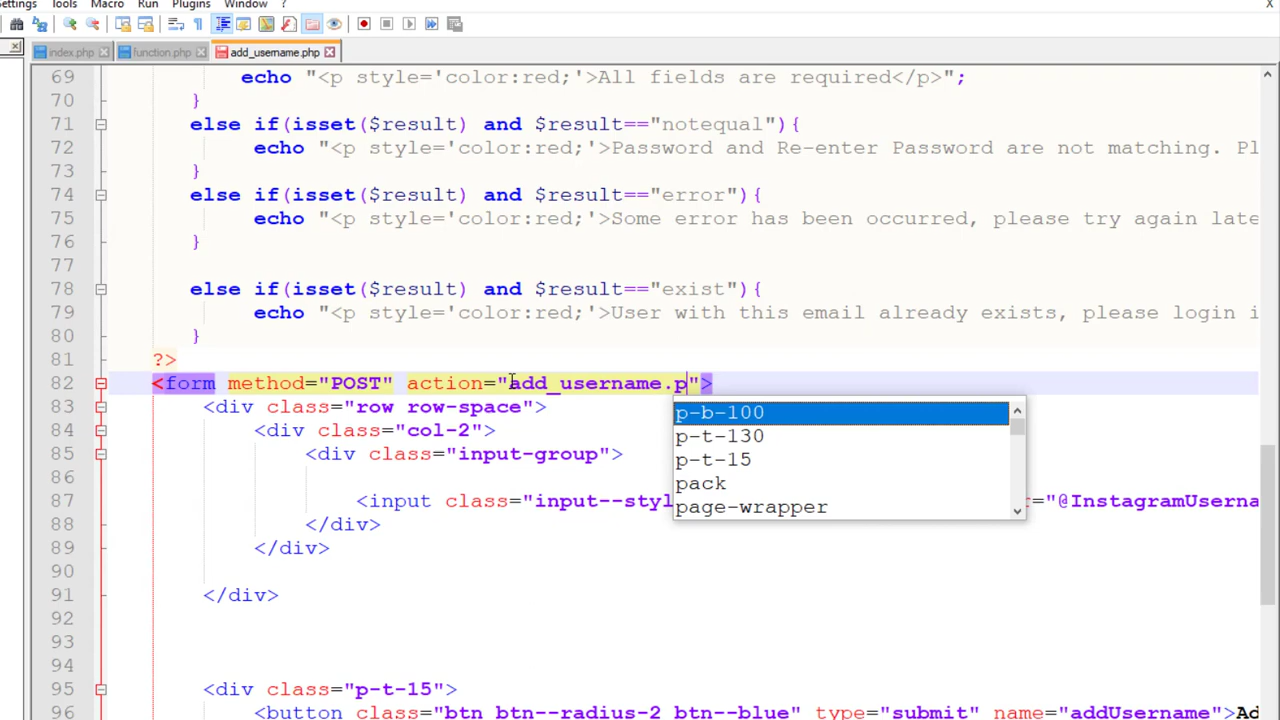 ettings Tools Macro Run Plugins Window ?
X
index.php function.php add_username.php
69 echo "<p style='color:red;'>All fields are required</p>";
70 }
71 else if(isset($result) and $result=="notequal"){
72 echo "<p style='color:red;'>Password and Re-enter Password are not matching. Pl
73 }
74 else if(isset($result) and $result=="error"){
75 echo "<p style='color:red;'>Some error has been occurred, please try again late
76 }
77
78 else if(isset($result) and $result=="exist"){
79 echo "<p style='color:red;'>User with this email already exists, please login i
80 }
81 ?>
82 <form method="POST" action="add_username.p">
83 <div class="row row-space">
p-b-100
84 <div class="col-2">
p-t-130
85 <div class="input-group">
p-t-15
86
pack
87 <input class="input--styl r="@InstagramUserna
page-wrapper
88 </div>
89 </div>
90
91 </div>
92
93
94
95 <div class="p-t-15">
96 <button class="btn btn--radius-2 btn--blue" type="submit" name="addUsername">Ad